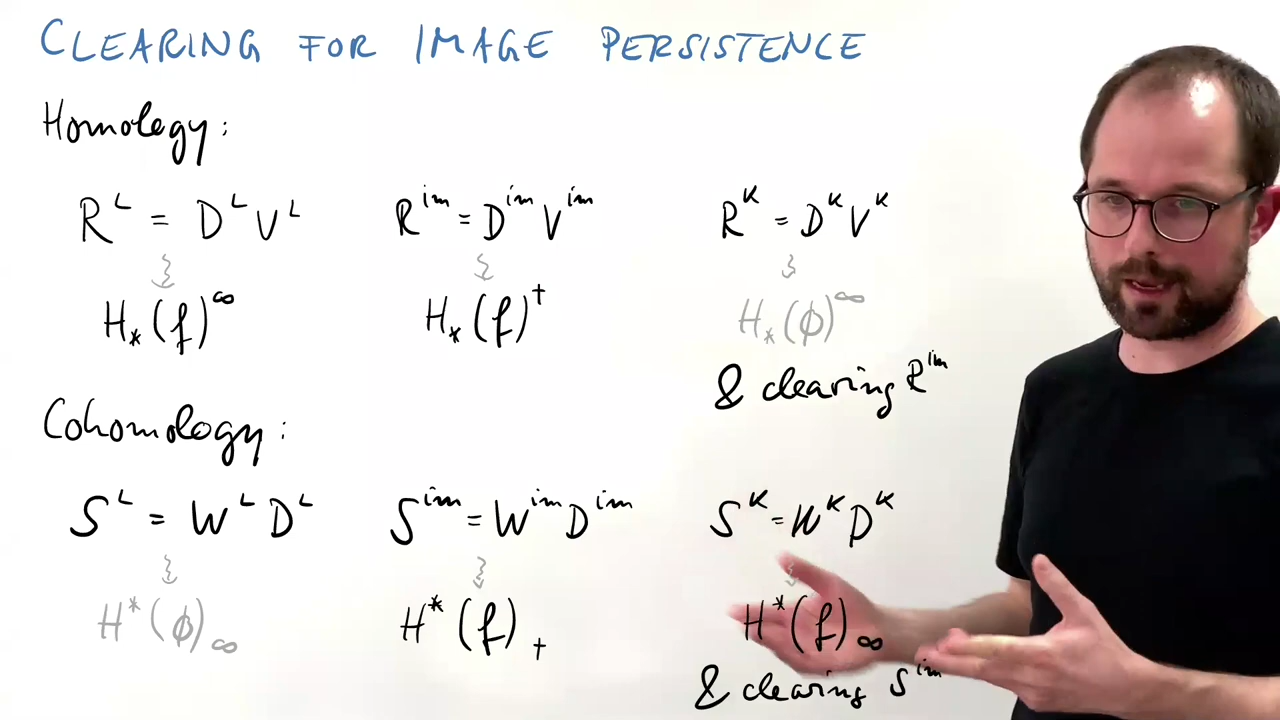 CLEARING FOR IMAGE PERSISTENCE
Homology:
R^L = D^L V^L
R^im = D^im V^im
R^K = D^K V^K
H_*(f)^∞
H_*(f)^†
H_*(ϕ)^∞
& clearing R^im
Cohomology:
S^L = W^L D^L
S^im = W^im D^im
S^K = W^K D^K
H^*(ϕ)_∞
H^*(f)_†
H^*(f)_∞
& clearing S^im